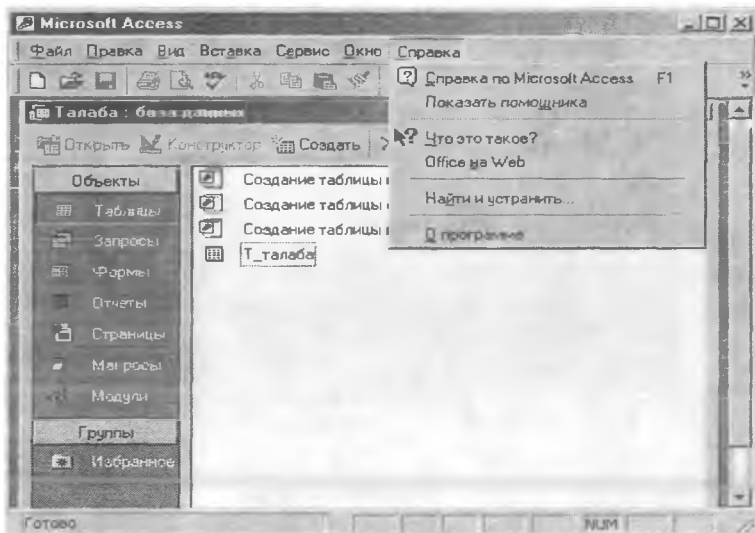 Microsoft Access
Файл Правка Вид Вставка Сервис Окно Справка
Справка по Microsoft Access F1
Показать помощника
Что это такое?
Office на Web
Найти и устранить...
О программе
Талаба : база данных
Открыть Конструктор Создать
Объекты
Таблицы
Запросы
Формы
Отчеты
Страницы
Макросы
Модули
Группы
Избранное
Создание таблицы
Создание таблицы
Создание таблицы
Т_талаба
Готово
NUM